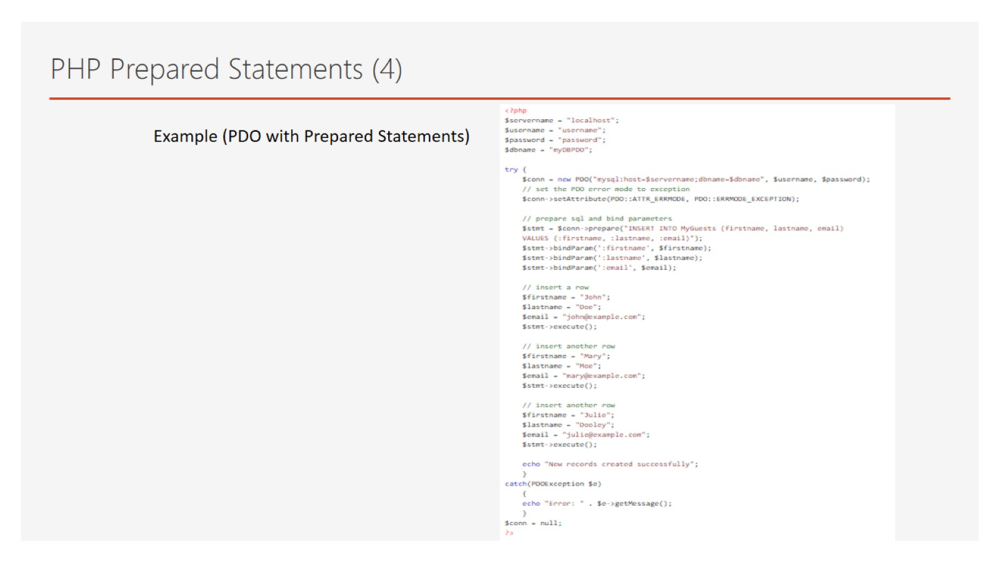 PHP Prepared Statements (4)
Example (PDO with Prepared Statements)
<?php
$servername = "localhost";
$username = "username";
$password = "password";
$dbname = "myDBPDO";
try {
$conn = new PDO("mysql:host=$servername;dbname=$dbname", $username, $password);
// set the PDO error mode to exception
$conn->setAttribute(PDO::ATTR_ERRMODE, PDO::ERRMODE_EXCEPTION);
// prepare sql and bind parameters
$stmt = $conn->prepare("INSERT INTO MyGuests (firstname, lastname, email)
VALUES (:firstname, :lastname, :email)");
$stmt->bindParam(':firstname', $firstname);
$stmt->bindParam(':lastname', $lastname);
$stmt->bindParam(':email', $email);
// insert a row
$firstname = "John";
$lastname = "Doe";
$email = "john@example.com";
$stmt->execute();
// insert another row
$firstname = "Mary";
$lastname = "Moe";
$email = "mary@example.com";
$stmt->execute();
// insert another row
$firstname = "Julie";
$lastname = "Dooley";
$email = "julie@example.com";
$stmt->execute();
echo "New records created successfully";
}
catch(PDOException $e)
{
echo "Error: " . $e->getMessage();
}
$conn = null;
?>